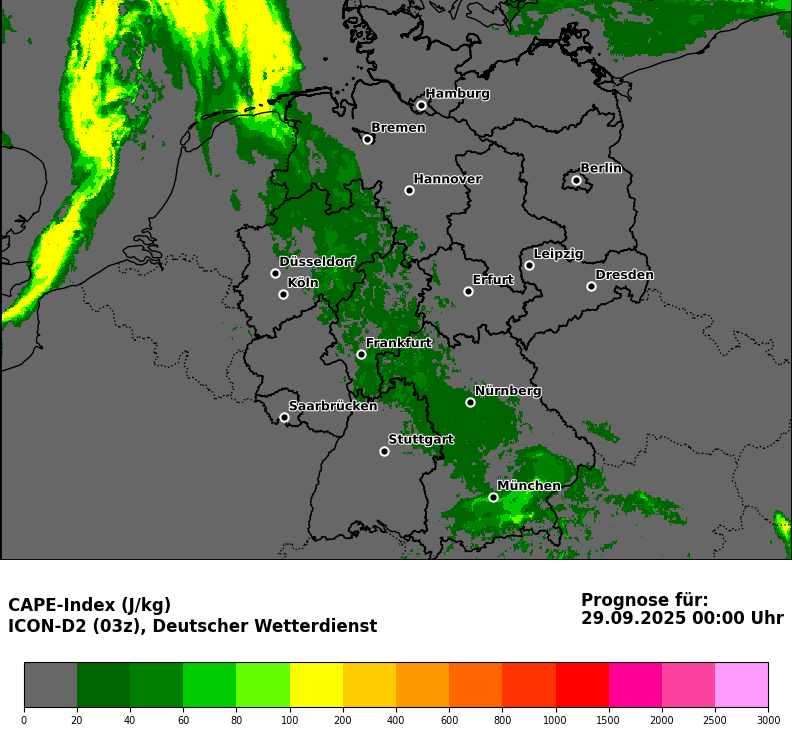 Hamburg
Bremen
Berlin
Hannover
Leipzig
Düsseldorf
Dresden
Köln
Erfurt
Frankfurt
Nürnberg
Saarbrücken
Stuttgart
München
CAPE-Index (J/kg)
ICON-D2 (03z), Deutscher Wetterdienst
Prognose für:
29.09.2025 00:00 Uhr
0 20 40 60 80 100 200 400 600 800 1000 1500 2000 2500 3000